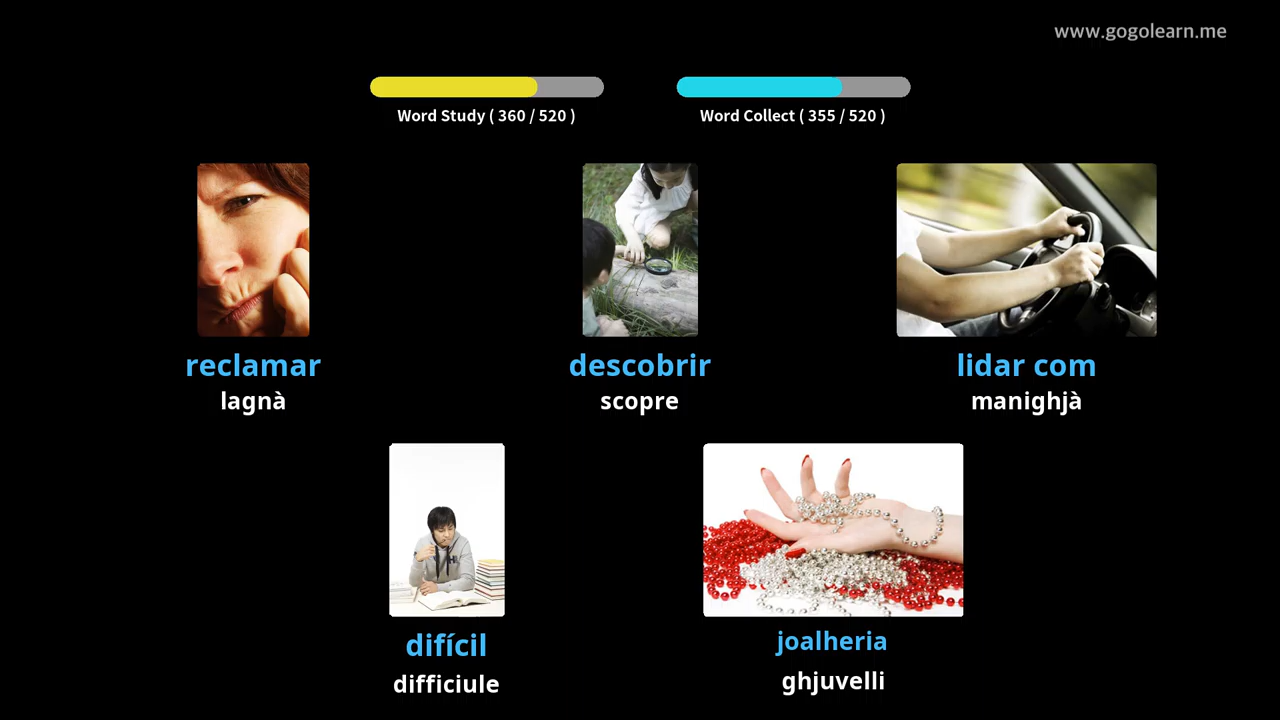 www.gogolearn.me
Word Study ( 360 / 520 )
Word Collect ( 355 / 520 )
reclamar
lagnà
descobrir
scopre
lidar com
manighjà
difícil
difficiule
joalheria
ghjuvelli